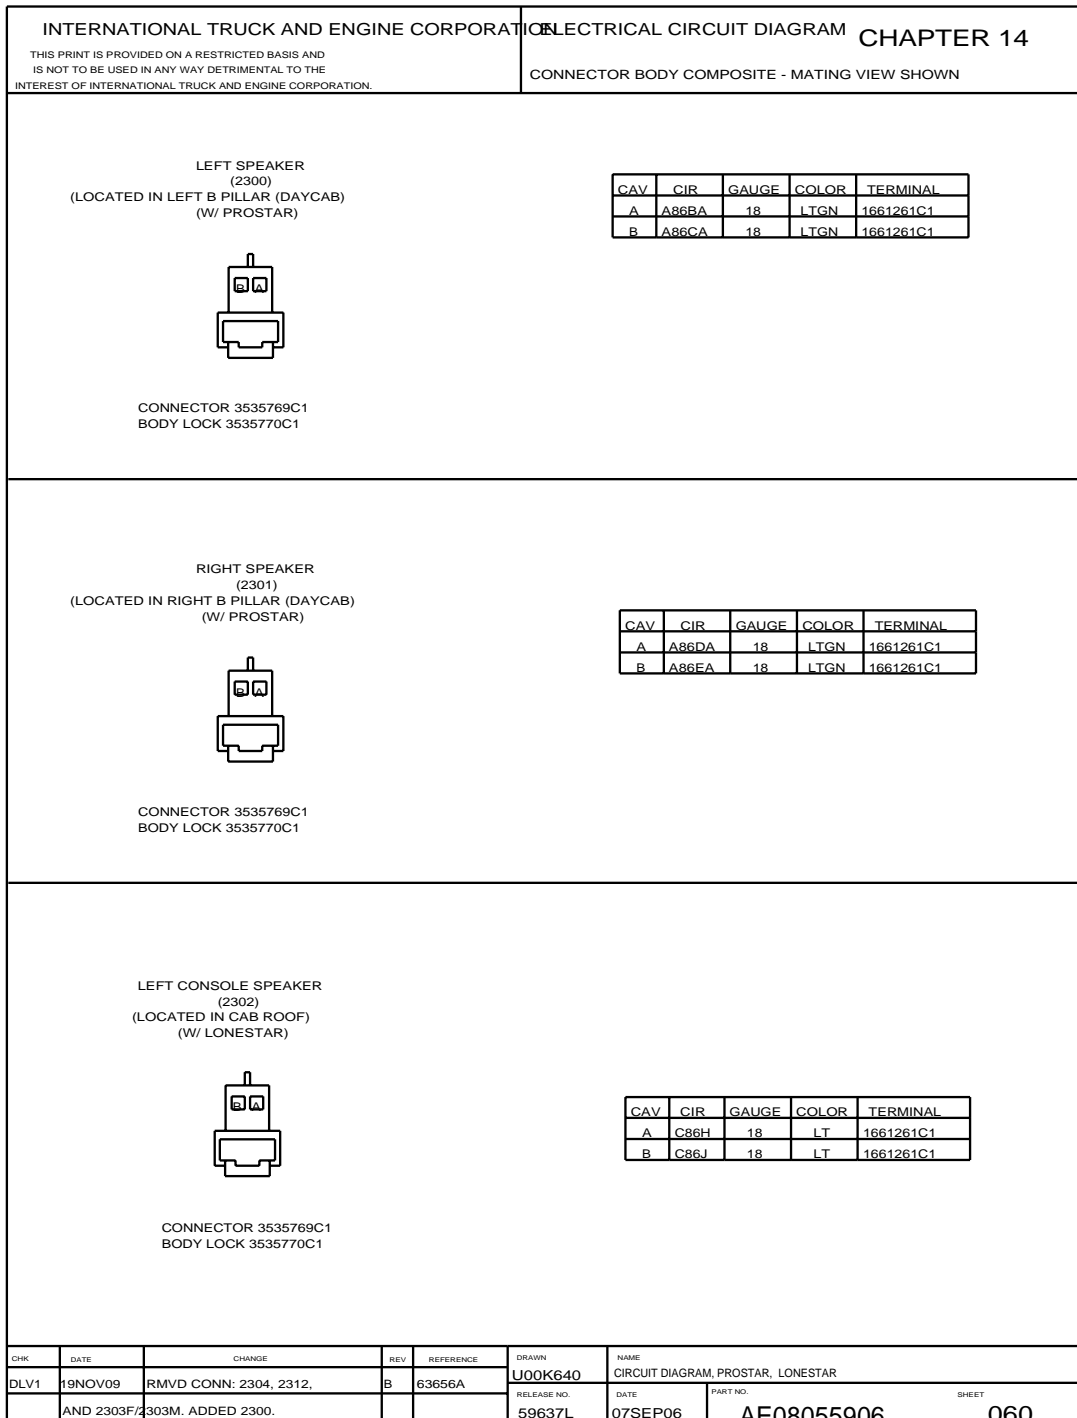 INTERNATIONAL TRUCK AND ENGINE CORPORATION
THIS PRINT IS PROVIDED ON A RESTRICTED BASIS AND
IS NOT TO BE USED IN ANY WAY DETRIMENTAL TO THE
INTEREST OF INTERNATIONAL TRUCK AND ENGINE CORPORATION.
ELECTRICAL CIRCUIT DIAGRAM CHAPTER 14
CONNECTOR BODY COMPOSITE - MATING VIEW SHOWN
LEFT SPEAKER
(2300)
(LOCATED IN LEFT B PILLAR (DAYCAB)
(W/ PROSTAR)
B A
CONNECTOR 3535769C1
BODY LOCK 3535770C1
CAV CIR GAUGE COLOR TERMINAL
A A86BA 18 LTGN 1661261C1
B A86CA 18 LTGN 1661261C1
RIGHT SPEAKER
(2301)
(LOCATED IN RIGHT B PILLAR (DAYCAB)
(W/ PROSTAR)
B A
CONNECTOR 3535769C1
BODY LOCK 3535770C1
CAV CIR GAUGE COLOR TERMINAL
A A86DA 18 LTGN 1661261C1
B A86EA 18 LTGN 1661261C1
LEFT CONSOLE SPEAKER
(2302)
(LOCATED IN CAB ROOF)
(W/ LONESTAR)
B A
CONNECTOR 3535769C1
BODY LOCK 3535770C1
CAV CIR GAUGE COLOR TERMINAL
A C86H 18 LT 1661261C1
B C86J 18 LT 1661261C1
CHK DATE CHANGE REV REFERENCE
DLV1 19NOV09 RMVD CONN: 2304, 2312, B 63656A
AND 2303F/2303M. ADDED 2300.
DRAWN
U00K640
NAME
CIRCUIT DIAGRAM, PROSTAR, LONESTAR
RELEASE NO. DATE PART NO. SHEET
59637L 07SEP06 AE08055906 060